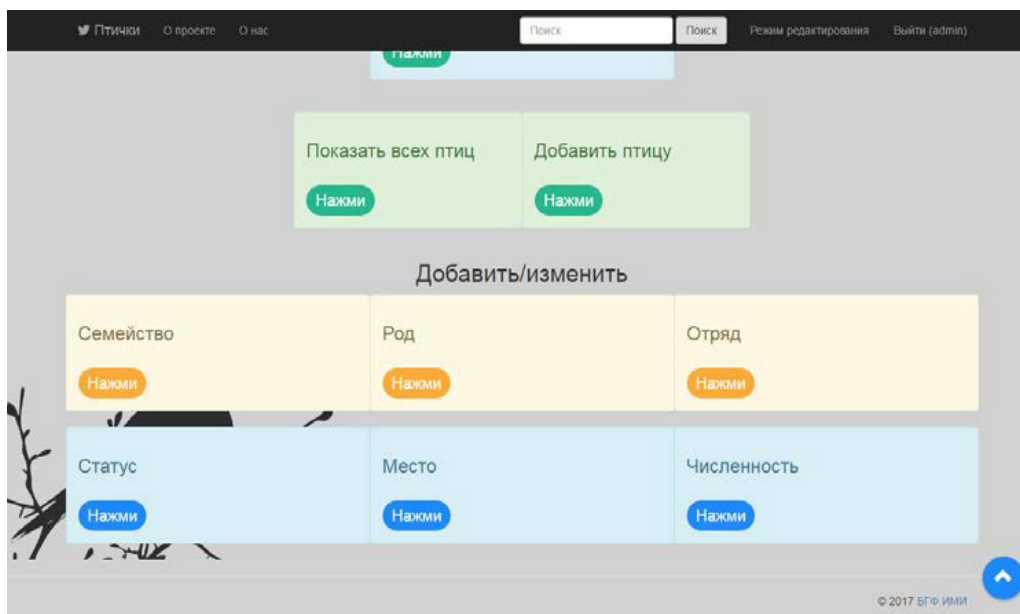 Птички О проекте О нас Поиск Поиск Режим редактирования Выйти (admin)
Нажми
Показать всех птиц Добавить птицу
Нажми Нажми
Добавить/изменить
Семейство Род Отряд
Нажми Нажми Нажми
Статус Место Численность
Нажми Нажми Нажми
© 2017 БГФ ИМИ